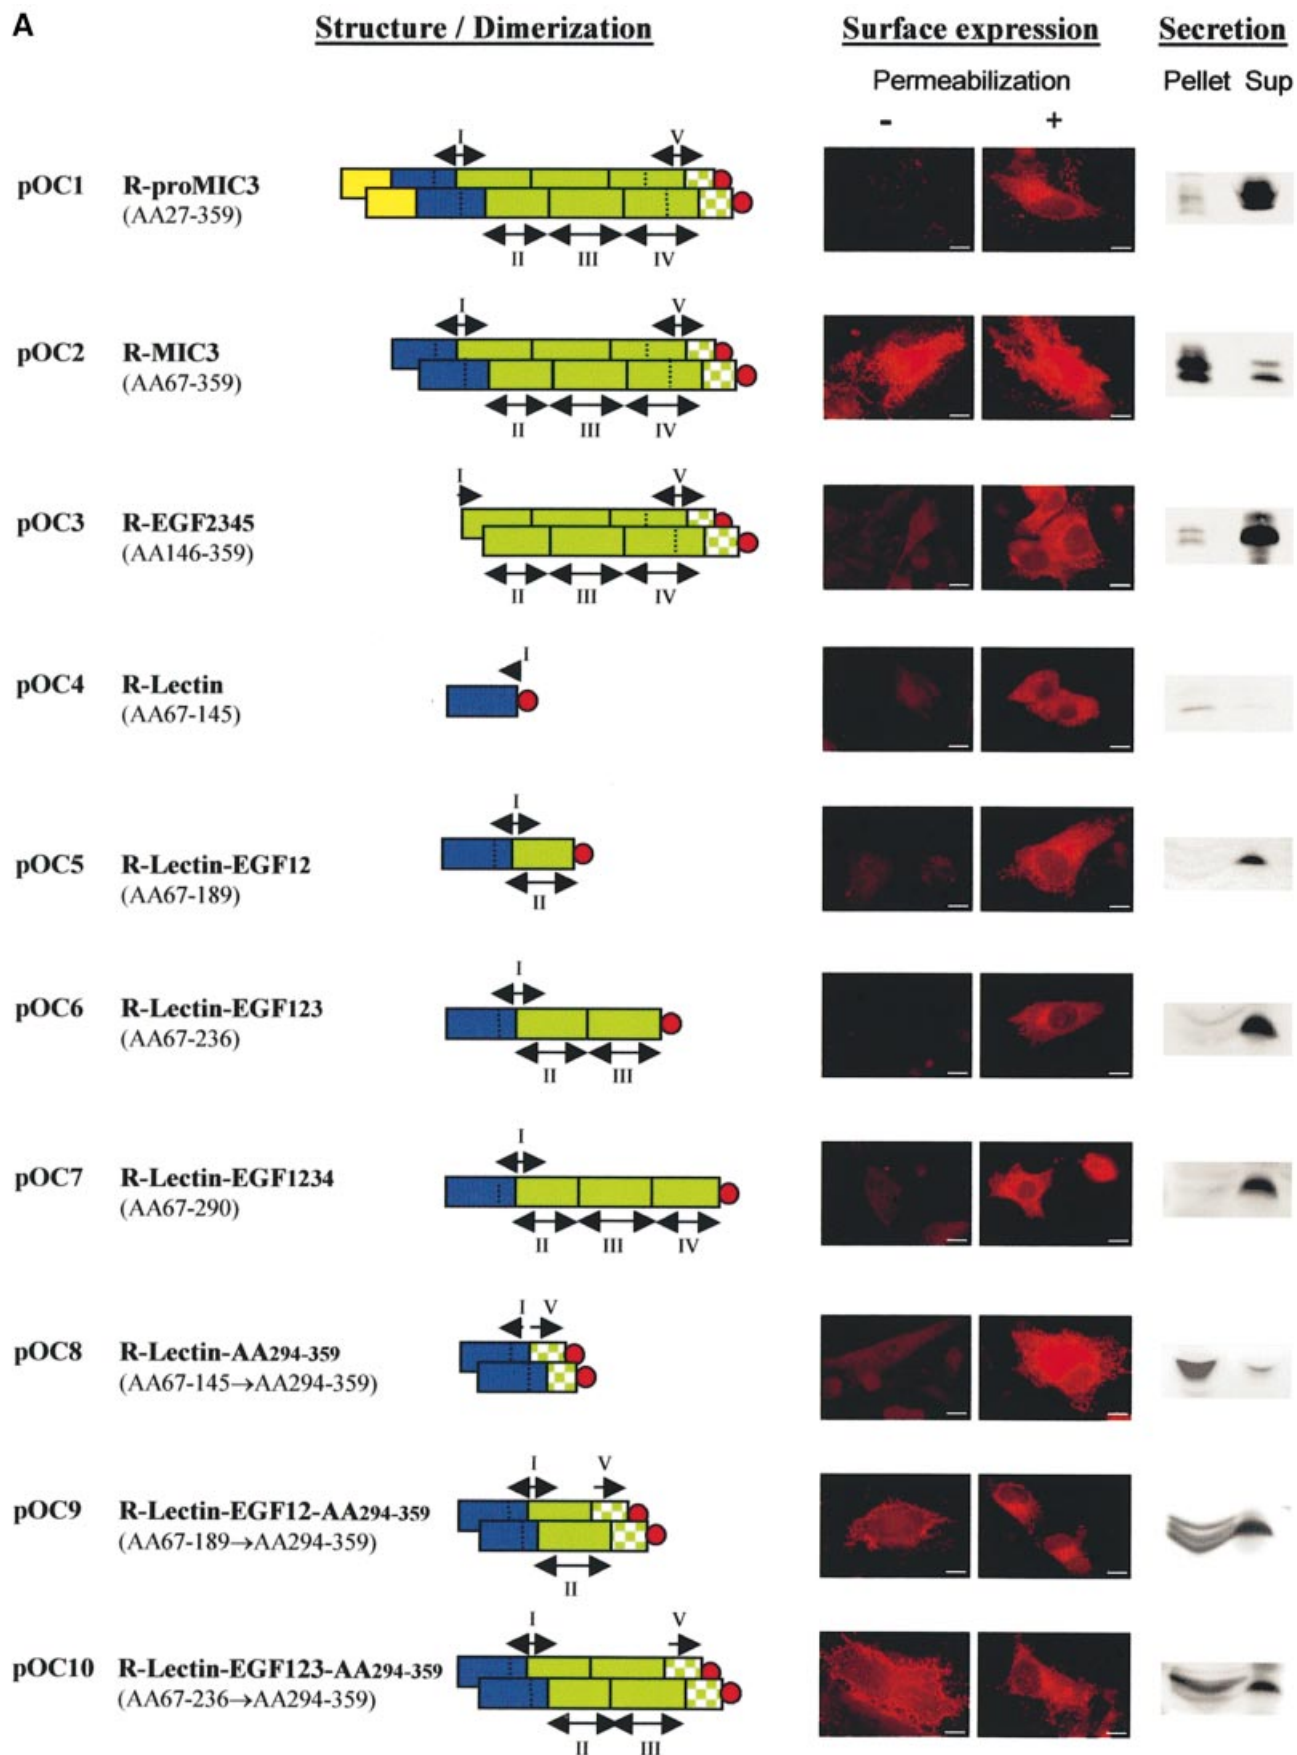 A
Structure / Dimerization Surface expression Secretion
Permeabilization Pellet Sup
- +
I V
pOC1 R-proMIC3
(AA27-359)
II III IV
I V
pOC2 R-MIC3
(AA67-359)
II III IV
I V
pOC3 R-EGF2345
(AA146-359)
II III IV
I
pOC4 R-Lectin
(AA67-145)
I
pOC5 R-Lectin-EGF12
(AA67-189)
II
I
pOC6 R-Lectin-EGF123
(AA67-236)
II III
I
pOC7 R-Lectin-EGF1234
(AA67-290)
II III IV
I V
pOC8 R-Lectin-AA294-359
(AA67-145→AA294-359)
I V
pOC9 R-Lectin-EGF12-AA294-359
(AA67-189→AA294-359)
II
I V
pOC10 R-Lectin-EGF123-AA294-359
(AA67-236→AA294-359)
II III